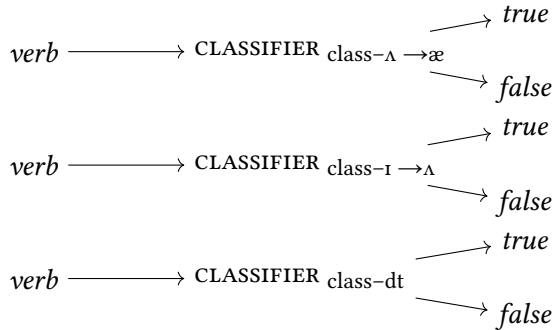 true
verb CLASSIFIER class–ʌ →æ
false
true
verb CLASSIFIER class–ɪ →ʌ
false
true
verb CLASSIFIER class–dt
false